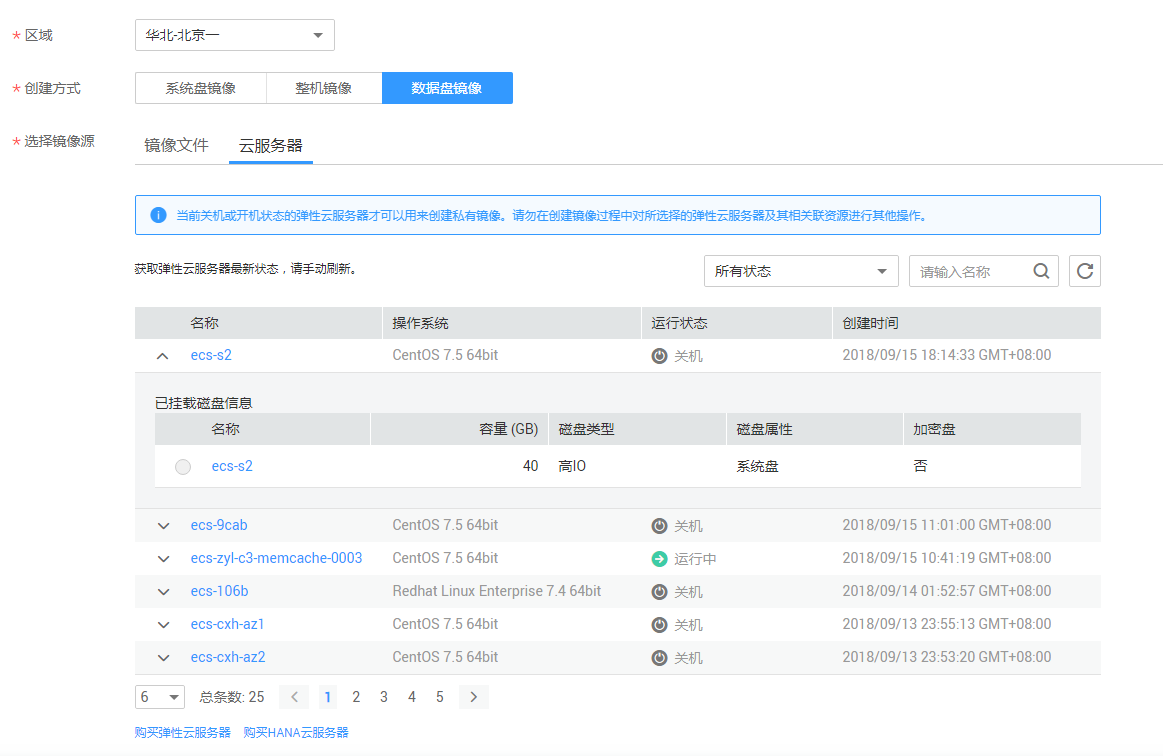 * 区域 华北-北京一
* 创建方式 系统盘镜像 整机镜像 数据盘镜像
* 选择镜像源 镜像文件 云服务器
当前关机或开机状态的弹性云服务器才可以用来创建私有镜像。请勿在创建镜像过程中对所选择的弹性云服务器及其相关联资源进行其他操作。
获取弹性云服务器最新状态，请手动刷新。 所有状态 请输入名称
名称 操作系统 运行状态 创建时间
ecs-s2 CentOS 7.5 64bit 关机 2018/09/15 18:14:33 GMT+08:00
已挂载磁盘信息
名称 容量 (GB) 磁盘类型 磁盘属性 加密盘
ecs-s2 40 高IO 系统盘 否
ecs-9cab CentOS 7.5 64bit 关机 2018/09/15 11:01:00 GMT+08:00
ecs-zyl-c3-memcache-0003 CentOS 7.5 64bit 运行中 2018/09/15 10:41:19 GMT+08:00
ecs-106b Redhat Linux Enterprise 7.4 64bit 关机 2018/09/14 01:52:57 GMT+08:00
ecs-cxh-az1 CentOS 7.5 64bit 关机 2018/09/13 23:55:13 GMT+08:00
ecs-cxh-az2 CentOS 7.5 64bit 关机 2018/09/13 23:53:20 GMT+08:00
6 总条数: 25 < 1 2 3 4 5 >
购买弹性云服务器 购买HANA云服务器